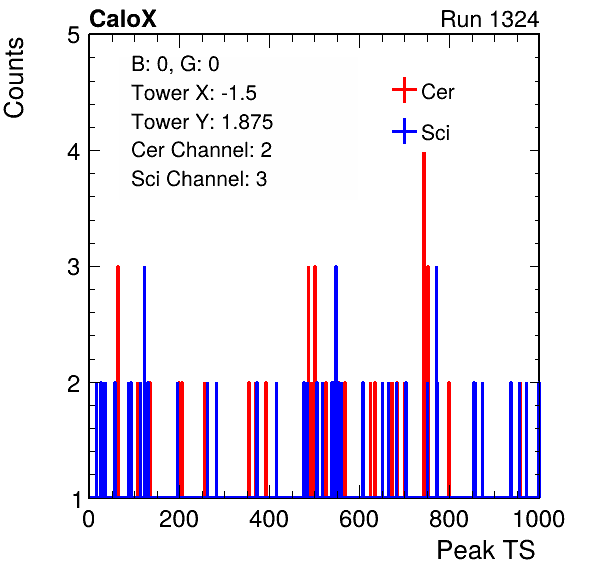 CaloX Run 1324
Counts
B: 0, G: 0
Tower X: -1.5
Tower Y: 1.875
Cer Channel: 2
Sci Channel: 3
Cer
Sci
5
4
3
2
1
0 200 400 600 800 1000
Peak TS